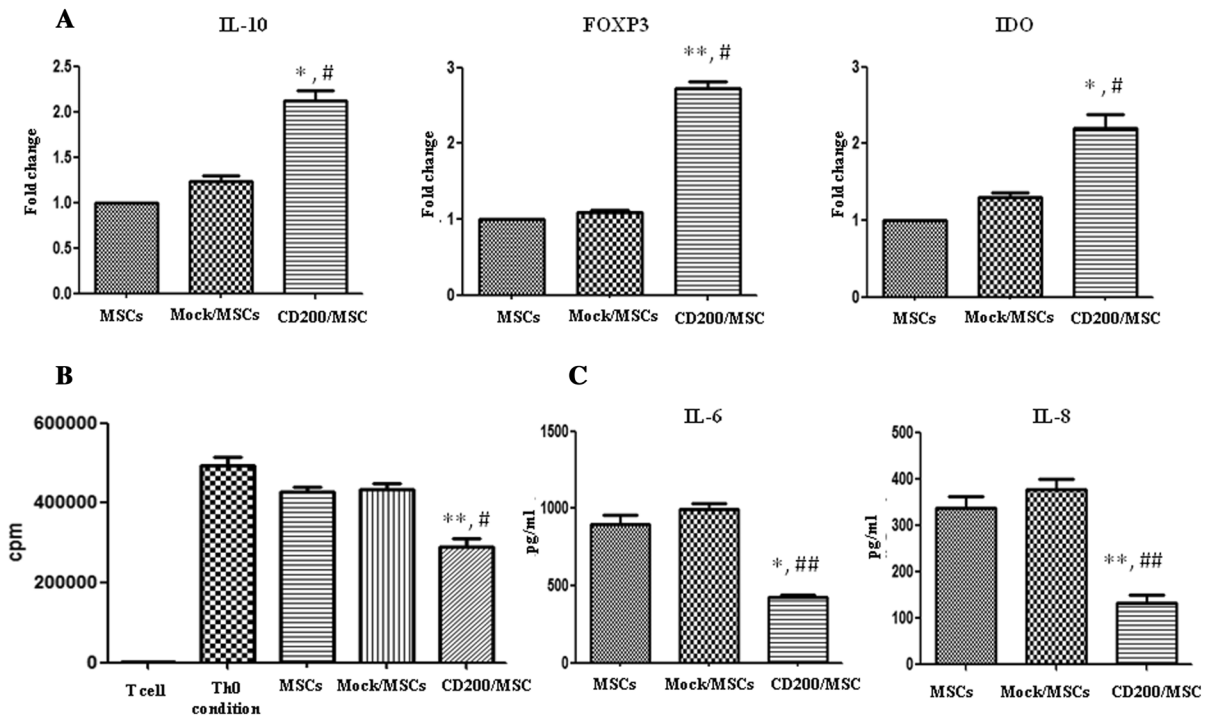 A
IL-10
Fold change
2.5
2.0
1.5
1.0
0.5
0.0
*, #
MSCs
Mock/MSCs
CD200/MSC
FOXP3
Fold change
3
2
1
0
**, #
MSCs
Mock/MSCs
CD200/MSC
IDO
Fold change
3
2
1
0
*, #
MSCs
Mock/MSCs
CD200/MSC
B
cpm
600000
400000
200000
0
**, #
T cell
Th0
condition
MSCs
Mock/MSCs
CD200/MSC
C
IL-6
pg/ml
1500
1000
500
0
*, ##
MSCs
Mock/MSCs
CD200/MSC
IL-8
pg/ml
500
400
300
200
100
0
**, ##
MSCs
Mock/MSCs
CD200/MSC